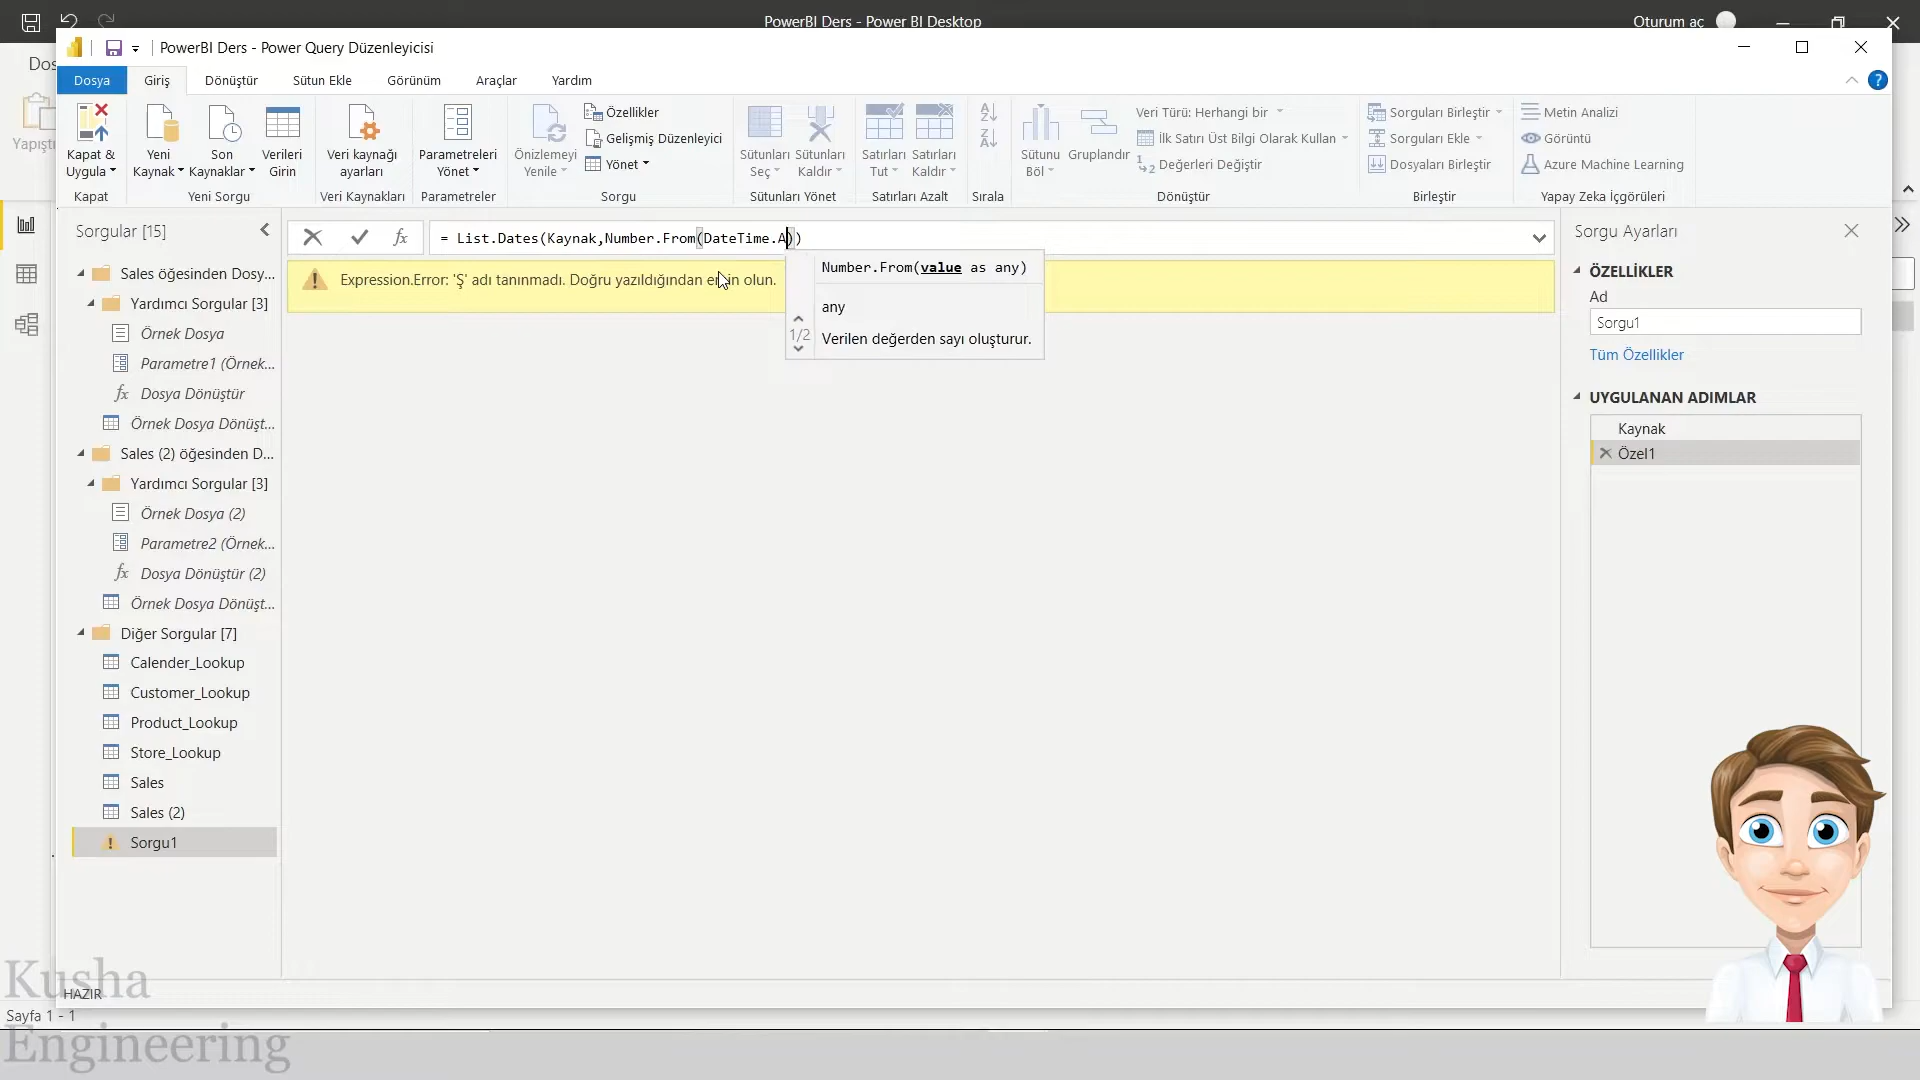 PowerBI Ders - Power BI Desktop
Oturum aç
PowerBI Ders - Power Query Düzenleyicisi
Dosya Giriş Dönüştür Sütun Ekle Görünüm Araçlar Yardım
Kapat & Uygula
Yeni Kaynak
Son Kaynaklar
Verileri Girin
Veri kaynağı ayarları
Parametreleri Yönet
Önizlemeyi Yenile
Özellikler
Gelişmiş Düzenleyici
Yönet
Sütunları Seç
Sütunları Kaldır
Satırları Tut
Satırları Kaldır
Sütunu Böl
Gruplandır
Veri Türü: Herhangi bir
İlk Satırı Üst Bilgi Olarak Kullan
Değerleri Değiştir
Sorguları Birleştir
Sorguları Ekle
Dosyaları Birleştir
Metin Analizi
Görüntü
Azure Machine Learning
Kapat
Yeni Sorgu
Veri Kaynakları
Parametreler
Sorgu
Sütunları Yönet
Satırları Azalt
Sırala
Dönüştür
Birleştir
Yapay Zeka İçgörüleri
Sorgular [15]
Sales öğesinden Dosy...
Yardımcı Sorgular [3]
Örnek Dosya
Parametre1 (Örnek...
fx Dosya Dönüştür
Örnek Dosya Dönüşt...
Sales (2) öğesinden D...
Yardımcı Sorgular [3]
Örnek Dosya (2)
Parametre2 (Örnek...
fx Dosya Dönüştür (2)
Örnek Dosya Dönüşt...
Diğer Sorgular [7]
Calender_Lookup
Customer_Lookup
Product_Lookup
Store_Lookup
Sales
Sales (2)
Sorgu1
fx
= List.Dates(Kaynak,Number.From(DateTime.A))
Expression.Error: 'Ş' adı tanınmadı. Doğru yazıldığından emin olun.
Number.From(value as any)
any
1/2
Verilen değerden sayı oluşturur.
Sorgu Ayarları
ÖZELLİKLER
Ad
Sorgu1
Tüm Özellikler
UYGULANAN ADIMLAR
Kaynak
Özel1
HAZIR
Sayfa 1 - 1
Kusha
Engineering